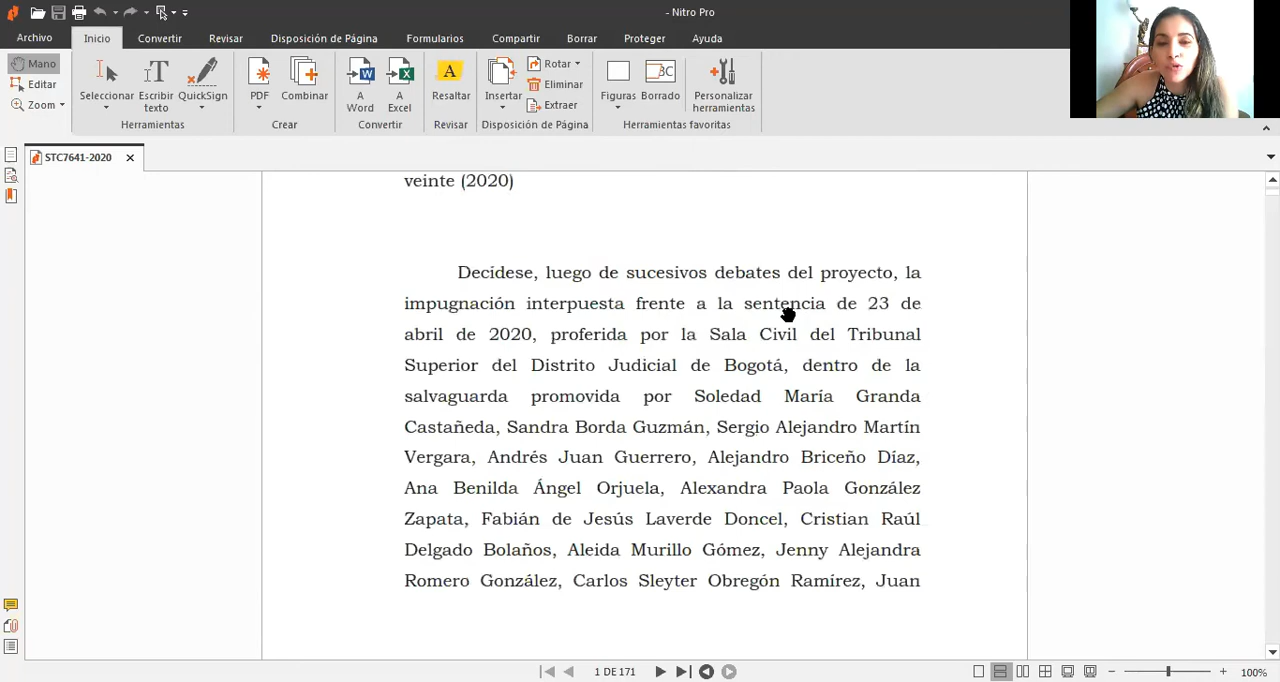 - Nitro Pro
Archivo Inicio Convertir Revisar Disposición de Página Formularios Compartir Borrar Proteger Ayuda
Mano
Editar
Zoom
Seleccionar
Escribir texto
QuickSign
Herramientas
PDF
Combinar
Crear
A Word
A Excel
Convertir
A
Resaltar
Revisar
Insertar
Rotar
Eliminar
Extraer
Disposición de Página
Figuras
Borrado
Personalizar herramientas
Herramientas favoritas
STC7641-2020
veinte (2020)
Decídese, luego de sucesivos debates del proyecto, la
impugnación interpuesta frente a la sentencia de 23 de
abril de 2020, proferida por la Sala Civil del Tribunal
Superior del Distrito Judicial de Bogotá, dentro de la
salvaguarda promovida por Soledad María Granda
Castañeda, Sandra Borda Guzmán, Sergio Alejandro Martín
Vergara, Andrés Juan Guerrero, Alejandro Briceño Díaz,
Ana Benilda Ángel Orjuela, Alexandra Paola González
Zapata, Fabián de Jesús Laverde Doncel, Cristian Raúl
Delgado Bolaños, Aleida Murillo Gómez, Jenny Alejandra
Romero González, Carlos Sleyter Obregón Ramírez, Juan
1 DE 171
100%